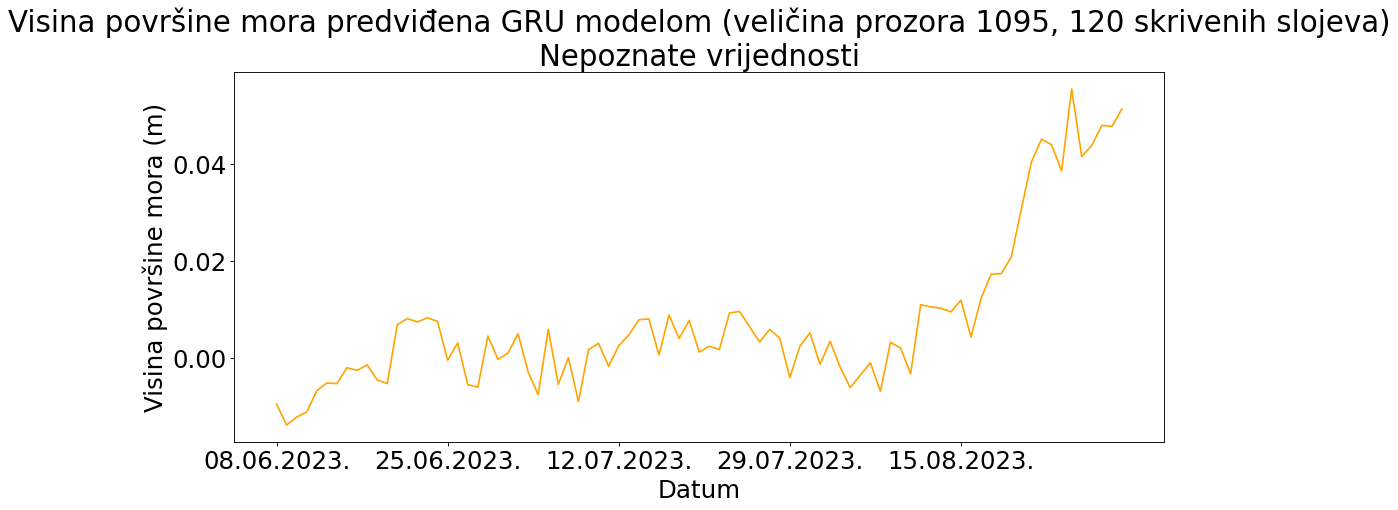 Visina površine mora predviđena GRU modelom (veličina prozora 1095, 120 skrivenih slojeva)
Nepoznate vrijednosti
Visina površine mora (m)
0.04
0.02
0.00
08.06.2023.
25.06.2023.
12.07.2023.
29.07.2023.
15.08.2023.
Datum